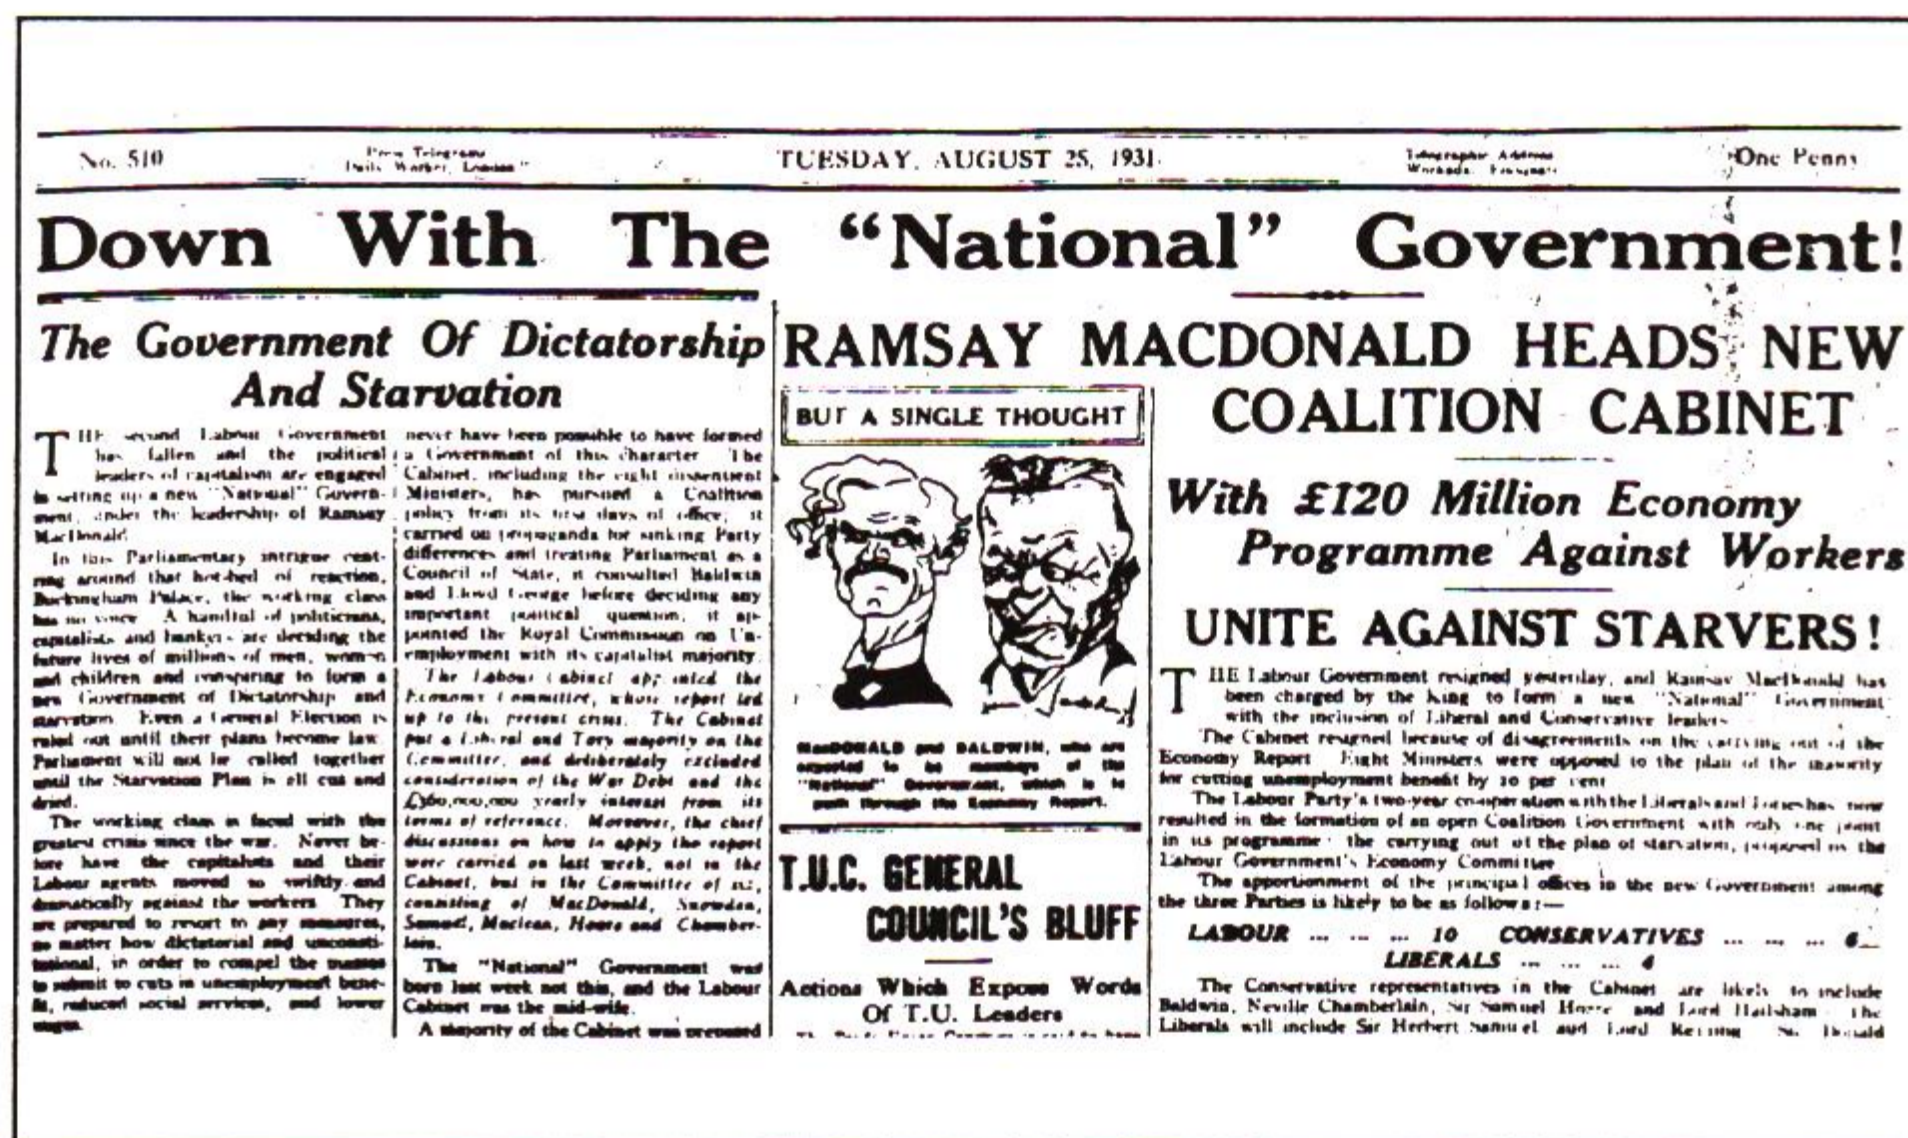 No. 510
Press Telegrams
Daily Worker, London"
TUESDAY, AUGUST 25, 1931.
Telegraphic Address
One Penny
Down With The "National" Government!
The Government Of Dictatorship
And Starvation
THE second Labour Government
has fallen and the political
leaders of capitalism are engaged
in setting up a new "National" Govern-
ment, under the leadership of Ramsay
MacDonald.
In this Parliamentary intrigue cent-
ring around that hot-bed of reaction,
Buckingham Palace, the working class
has no voice. A handful of politicians,
capitalists and bankers are deciding the
future lives of millions of men, women
and children and conspiring to form a
new Government of Dictatorship and
starvation. Even a General Election is
ruled out until their plans become law.
Parliament will not be called together
until the Starvation Plan is all cut and
dried.
The working class is faced with the
greatest crisis since the war. Never be-
fore have the capitalists and their
Labour agents moved so swiftly and
dramatically against the workers. They
are prepared to resort to any measures,
no matter how dictatorial and unconsti-
tutional, in order to compel the masses
to submit to cuts in unemployment bene-
fit, reduced social services, and lower
wages.
never have been possible to have formed
a Government of this character. The
Cabinet, including the eight dissentient
Ministers, has pursued a Coalition
policy from its first days of office; it
carried on propaganda for sinking Party
differences and treating Parliament as a
Council of State, it consulted Baldwin
and Lloyd George before deciding any
important political question, it ap-
pointed the Royal Commission on Un-
employment with its capitalist majority.
The Labour Cabinet appointed the
Economy Committee, whose report led
up to the present crisis. The Cabinet
put a Liberal and Tory majority on the
Committee, and deliberately excluded
consideration of the War Debt and the
£360,000,000 yearly interest from its
terms of reference. Moreover, the chief
discussions on how to apply the report
were carried on last week, not in the
Cabinet, but in the Committee of six,
consisting of MacDonald, Snowden,
Samuel, Maclean, Hoare and Chamber-
lain.
The "National" Government was
born last week not this, and the Labour
Cabinet was the mid-wife.
A majority of the Cabinet was prepared
RAMSAY MACDONALD HEADS NEW
COALITION CABINET
BUT A SINGLE THOUGHT
MacDONALD and BALDWIN, who are
expected to be members of the
"National" Government, which is to
push through the Economy Report.
T.U.C. GENERAL
COUNCIL'S BLUFF
Actions Which Expose Words
Of T.U. Leaders
With £120 Million Economy
Programme Against Workers
UNITE AGAINST STARVERS!
THE Labour Government resigned yesterday, and Ramsay MacDonald has
been charged by the King to form a new "National" Government
with the inclusion of Liberal and Conservative leaders.
The Cabinet resigned because of disagreements on the carrying out of the
Economy Report. Eight Ministers were opposed to the plan of the majority
for cutting unemployment benefit by 10 per cent.
The Labour Party's two-year co-operation with the Liberals and Tories has now
resulted in the formation of an open Coalition Government with only one point
in its programme: the carrying out of the plan of starvation, proposed by the
Labour Government's Economy Committee.
The apportionment of the principal offices in the new Government among
the three Parties is likely to be as follows:—
LABOUR ... ... ... 10 CONSERVATIVES ... ... ... 6
LIBERALS ... ... ... 4
The Conservative representatives in the Cabinet are likely to include
Baldwin, Neville Chamberlain, Sir Samuel Hoare and Lord Hailsham. The
Liberals will include Sir Herbert Samuel and Lord Reading. Sir Donald